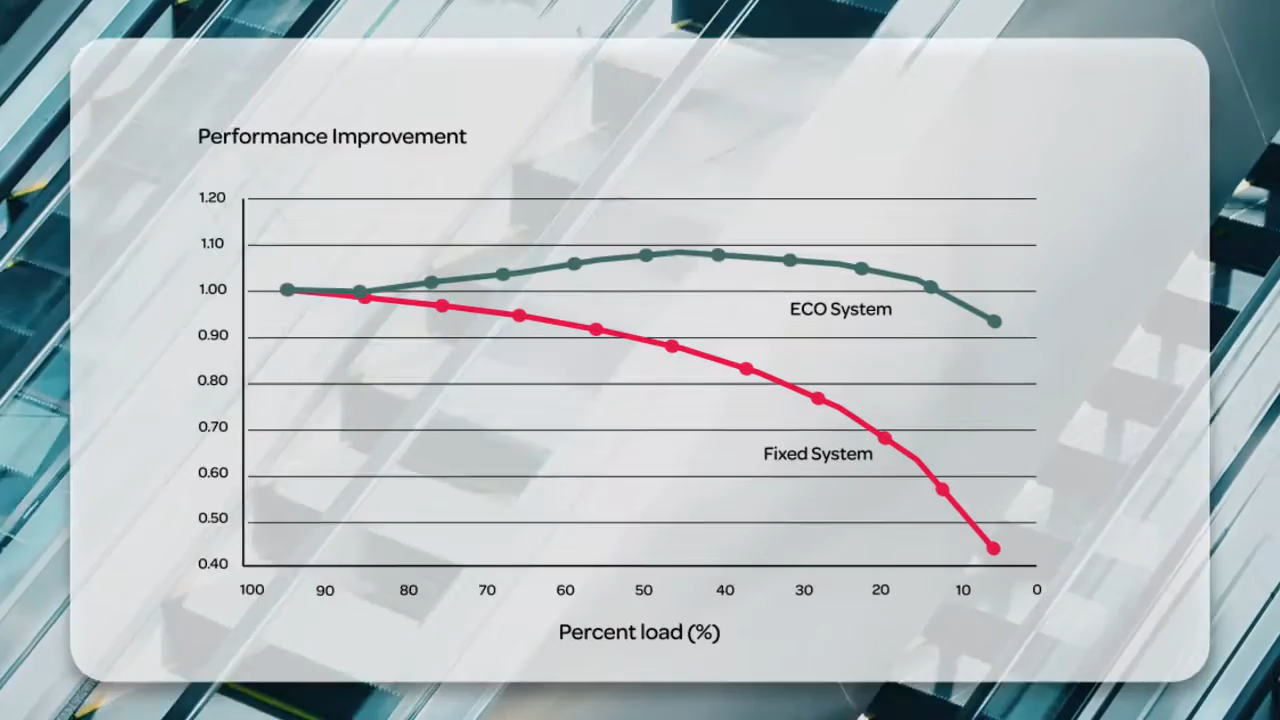 Performance Improvement
1.20
1.10
1.00
0.90
0.80
0.70
0.60
0.50
0.40
ECO System
Fixed System
100 90 80 70 60 50 40 30 20 10 0
Percent load (%)